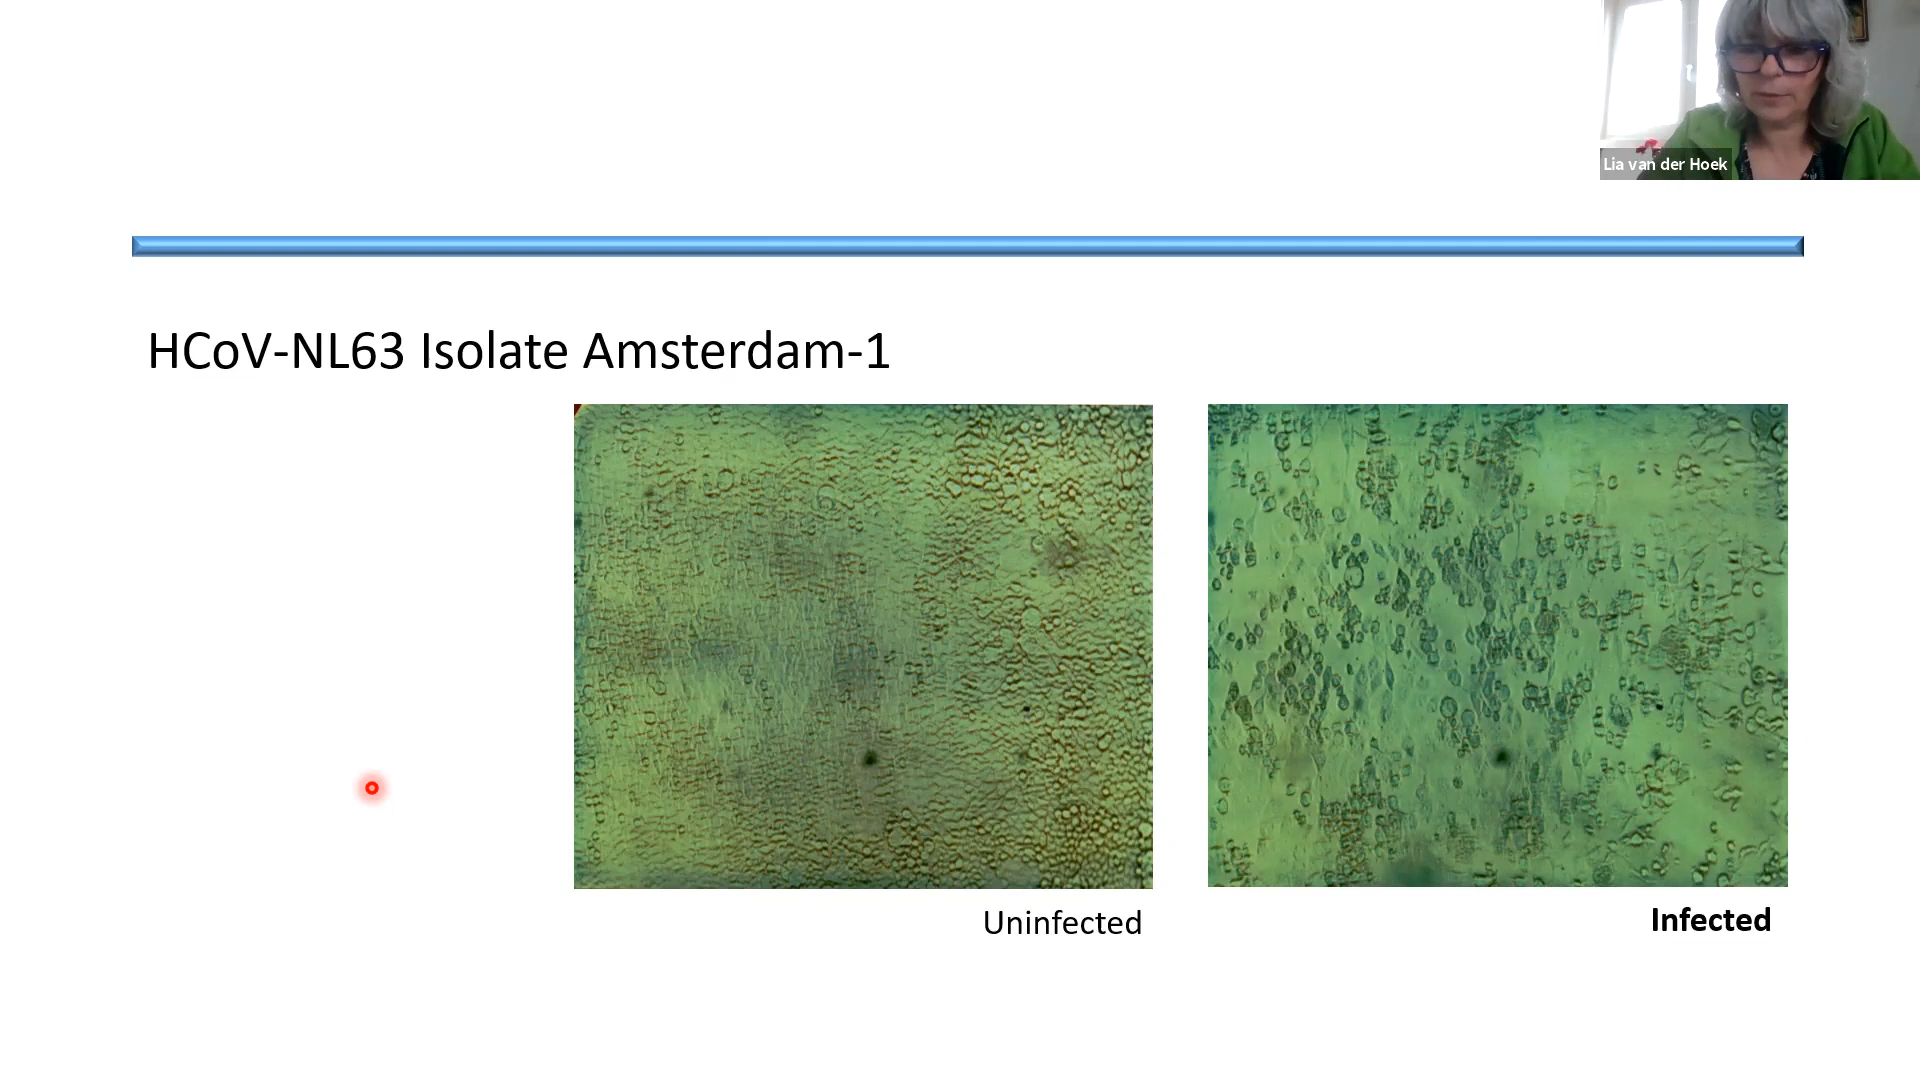 Lia van der Hoek
HCoV-NL63 Isolate Amsterdam-1
Uninfected
Infected